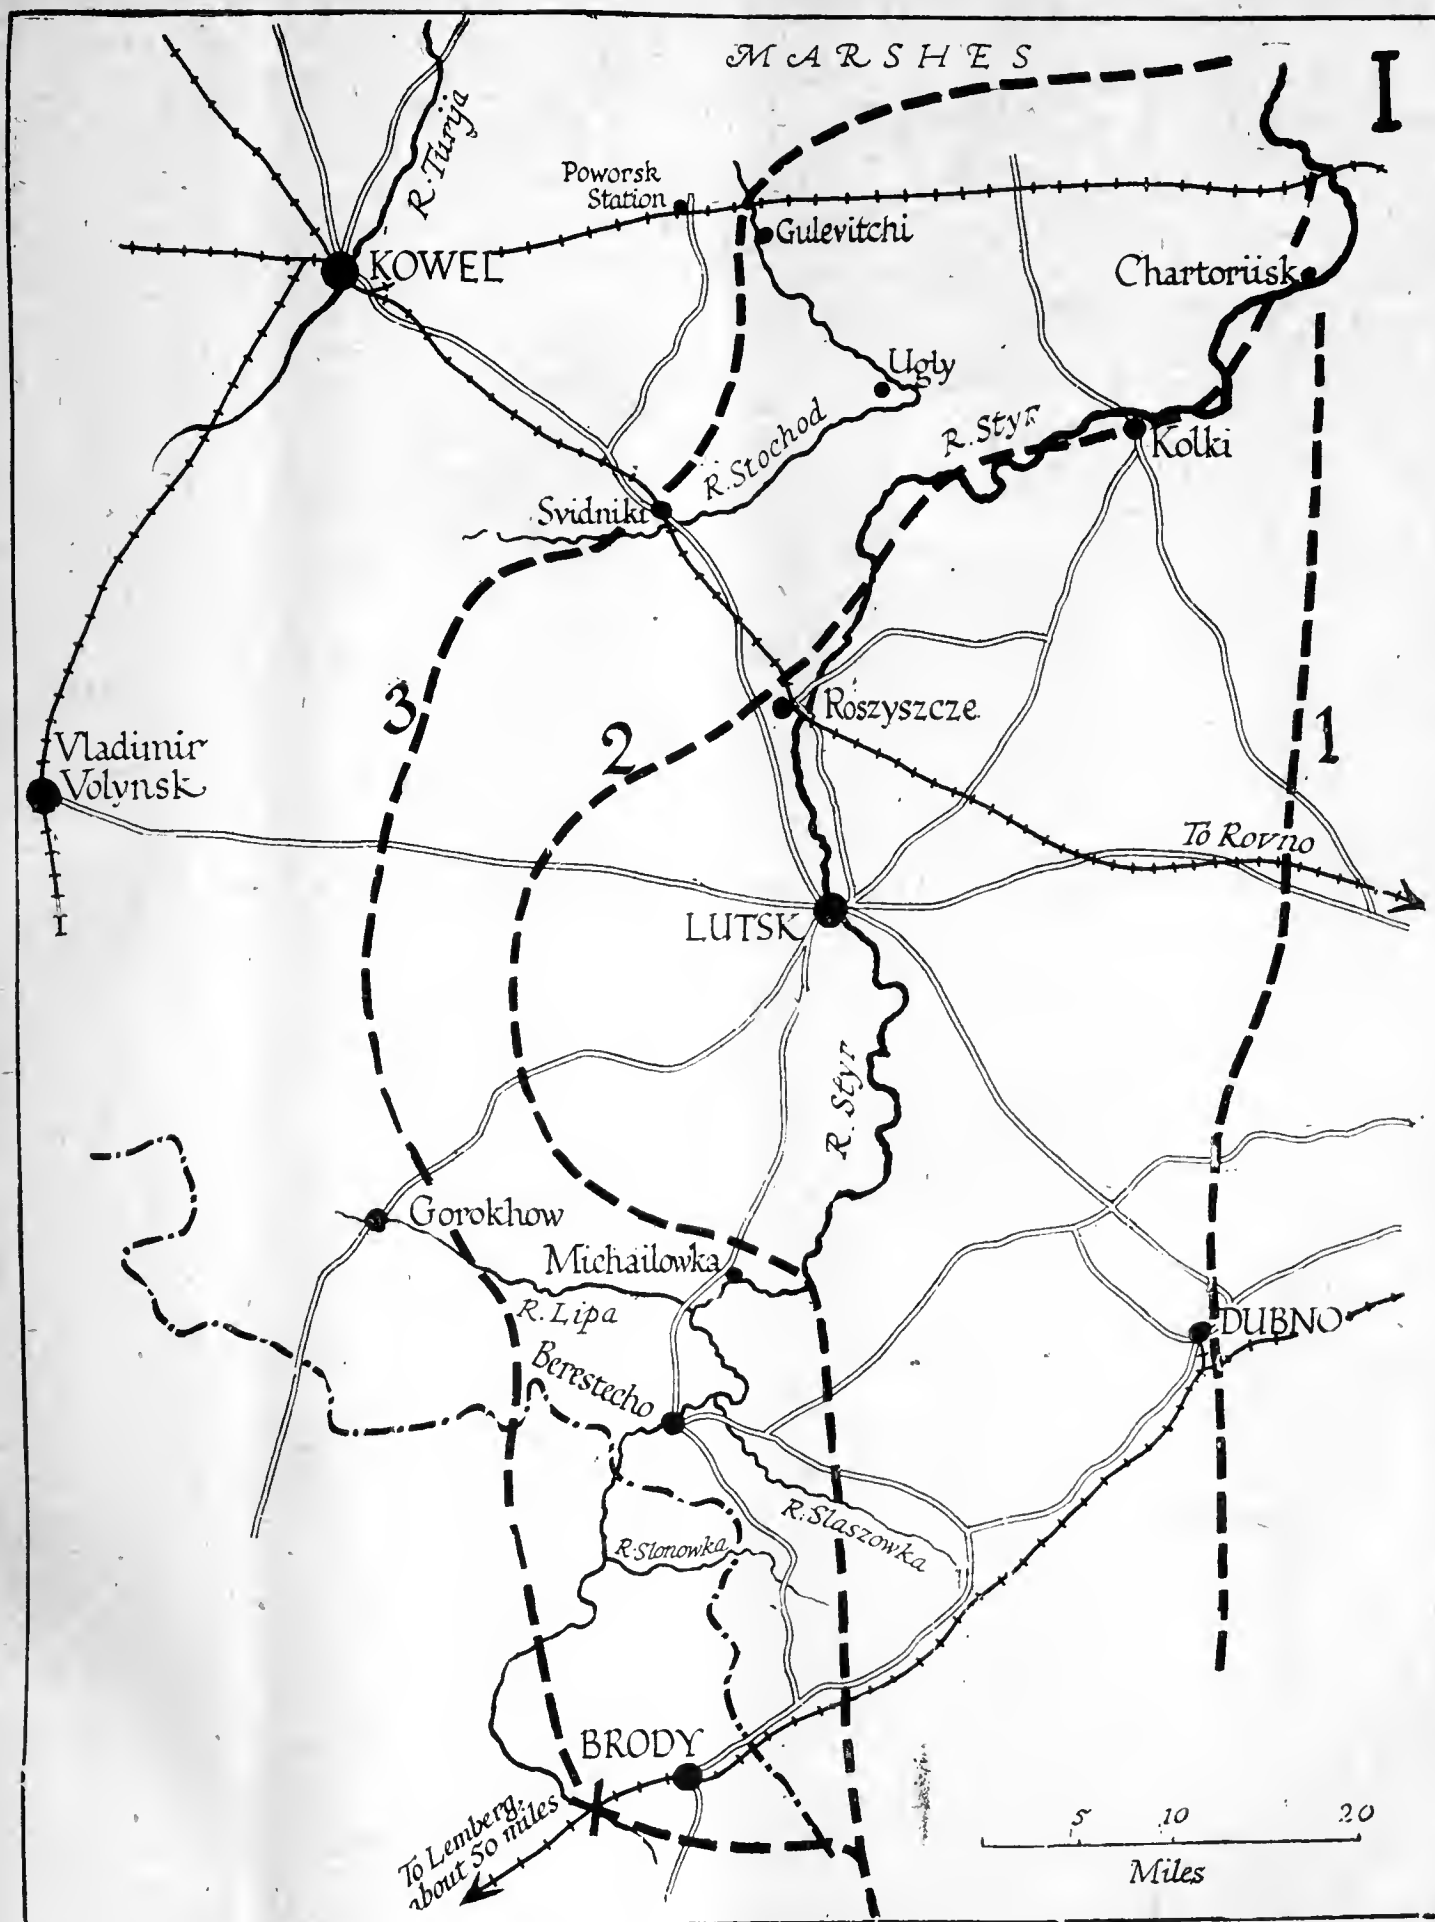 MARSHES
I
R. Turija
Poworsk
Station
Gulevitchi
KOWEL
Chartoriisk
Ugly
R. Styr
Kolki
R. Stochod
Svidniki
3
2
Roszyszcze
1
Vladimir
Volynsk
To Rovno
LUTSK
I
R. Styr
Gorokhow
Michailowka
R. Lipa
DUBNO
Berestecho
R. Slaszowka
R. Slonowka
BRODY
To Lemberg,
about 50 miles
5 10 20
Miles